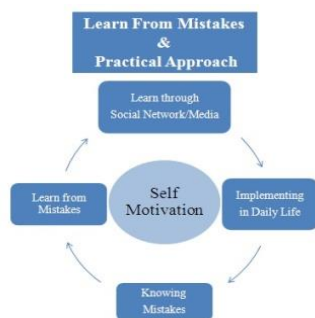 Learn From Mistakes
&
Practical Approach
Learn through
Social Network/Media
Implementing
in Daily Life
Knowing
Mistakes
Learn from
Mistakes
Self
Motivation